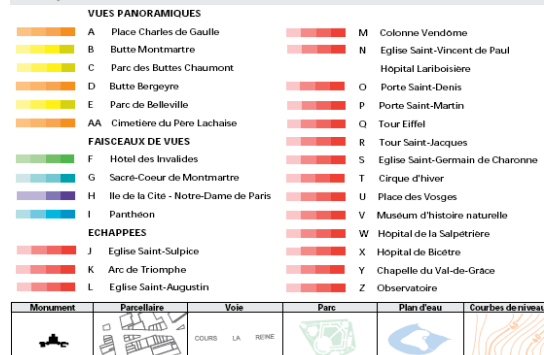 VUES PANORAMIQUES
A Place Charles de Gaulle
B Butte Montmartre
C Parc des Buttes Chaumont
D Butte Bergeyre
E Parc de Belleville
AA Cimetière du Père Lachaise
FAISCEAUX DE VUES
F Hôtel des Invalides
G Sacré-Coeur de Montmartre
H Ile de la Cité - Notre-Dame de Paris
I Panthéon
ECHAPPEES
J Eglise Saint-Sulpice
K Arc de Triomphe
L Eglise Saint-Augustin
M Colonne Vendôme
N Eglise Saint-Vincent de Paul
Hôpital Lariboisière
O Porte Saint-Denis
P Porte Saint-Martin
Q Tour Eiffel
R Tour Saint-Jacques
S Eglise Saint-Germain de Charonne
T Cirque d'hiver
U Place des Vosges
V Muséum d'histoire naturelle
W Hôpital de la Salpêtrière
X Hôpital de Bicêtre
Y Chapelle du Val-de-Grâce
Z Observatoire
Monument Parcellaire Voie Parc Plan d'eau Courbes de niveau
COURS LA REINE